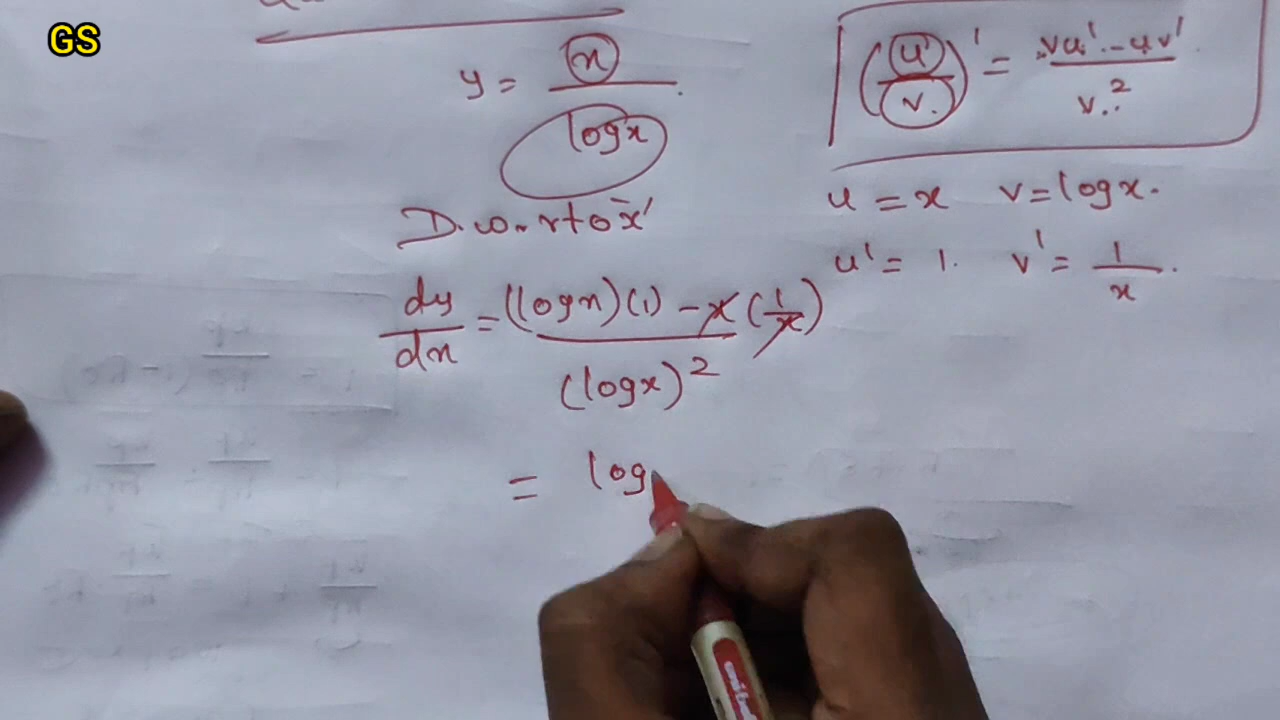 GS
y = x / log x
(u/v)' = vu' - uv' / v²
u = x v = log x.
D. w. r to 'x'
u' = 1. v' = 1/x.
dy/dx = (log x)(1) - x (1/x) / (log x)²
= log